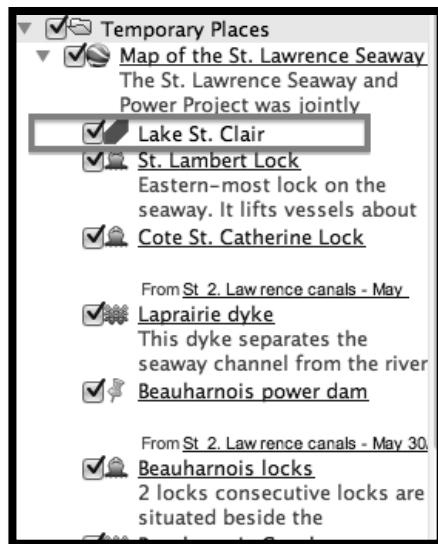 Temporary Places
Map of the St. Lawrence Seaway
The St. Lawrence Seaway and
Power Project was jointly
Lake St. Clair
St. Lambert Lock
Eastern-most lock on the
seaway. It lifts vessels about
Cote St. Catherine Lock
From St 2. Law rence canals - May
Laprairie dyke
This dyke separates the
seaway channel from the river
Beauharnois power dam
From St 2. Law rence canals - May 30,
Beauharnois locks
2 locks consecutive locks are
situated beside the